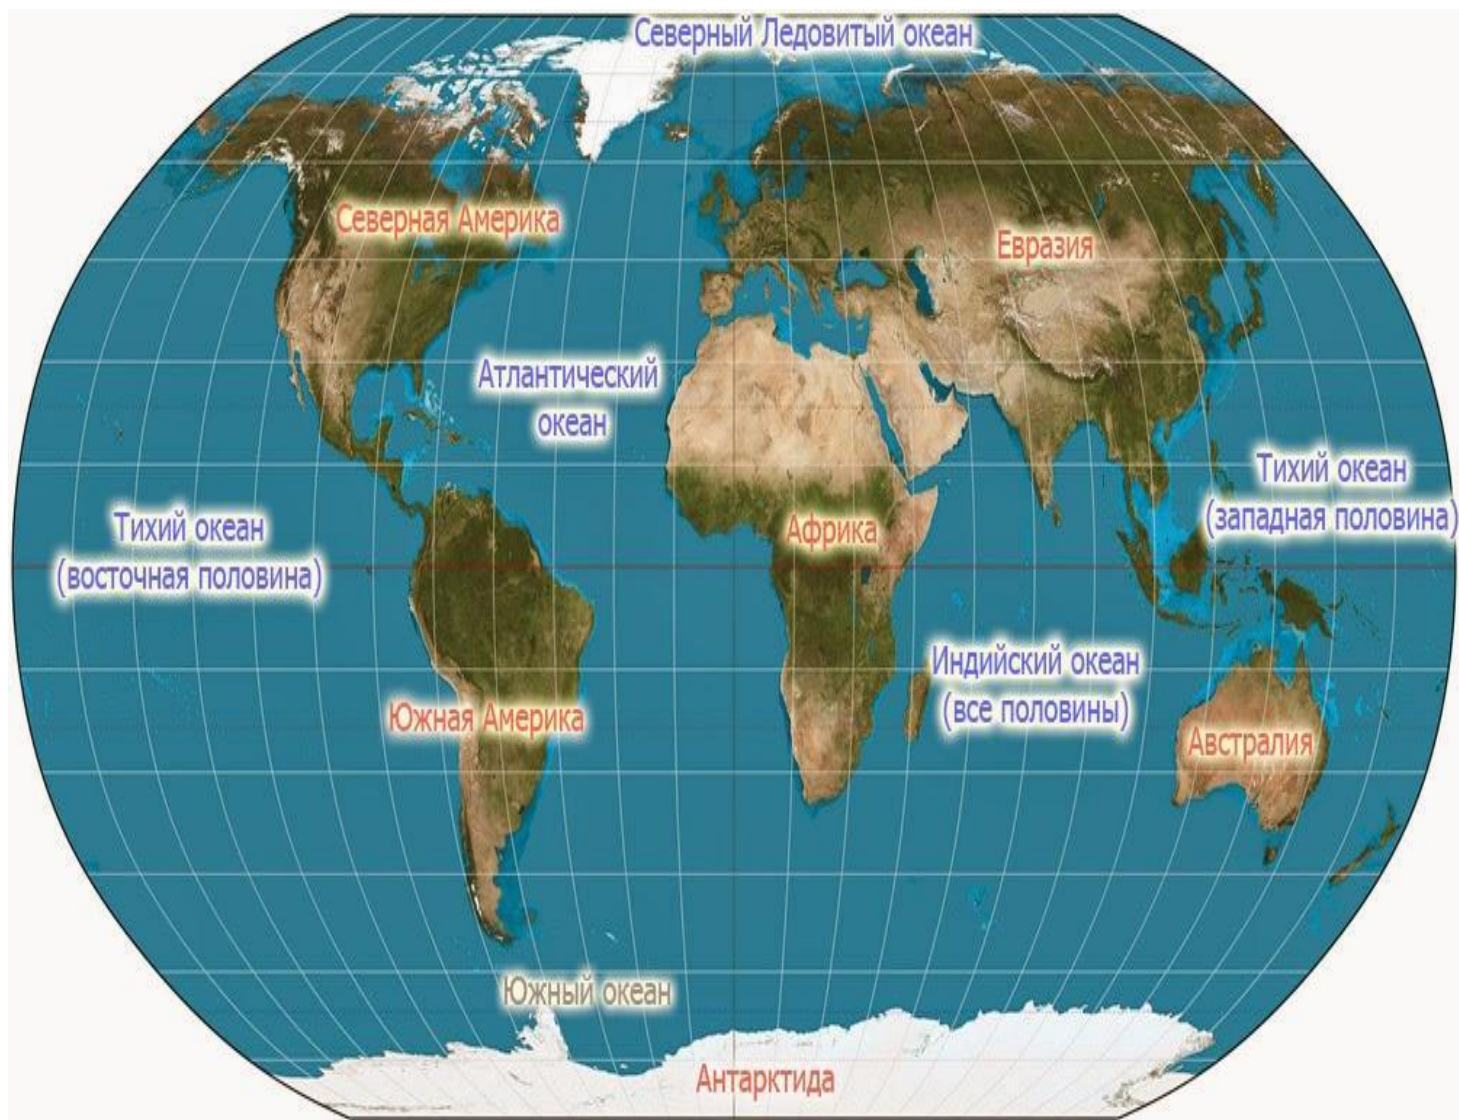 Северный Ледовитый океан
Северная Америка
Евразия
Атлантический
океан
Тихий океан
(западная половина)
Тихий океан
(восточная половина)
Африка
Индийский океан
(все половины)
Южная Америка
Австралия
Южный океан
Антарктида